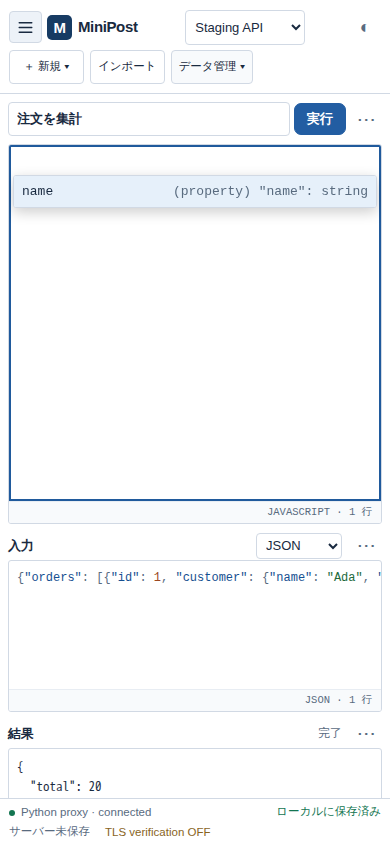 M MiniPost Staging API
＋ 新規 ▾ インポート データ管理 ▾
注文を集計 実行 ···
name (property) "name": string
JAVASCRIPT · 1 行
入力 JSON ···
{"orders": [{"id": 1, "customer": {"name": "Ada", "
JSON · 1 行
結果 完了 ···
{
"total": 20
Python proxy · connected ローカルに保存済み
サーバー未保存 TLS verification OFF